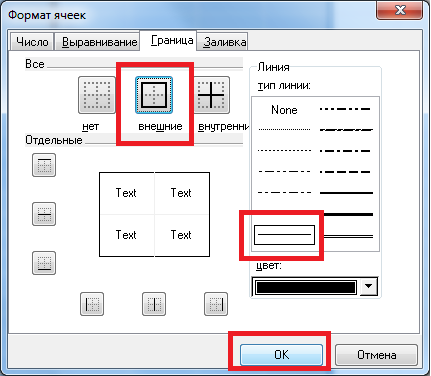 Формат ячеек
Число Выравнивание Граница Заливка
Все
нет внешние внутренни
Отдельные
Text Text
Text Text
Линия
Тип линии:
None
цвет:
OK Отмена